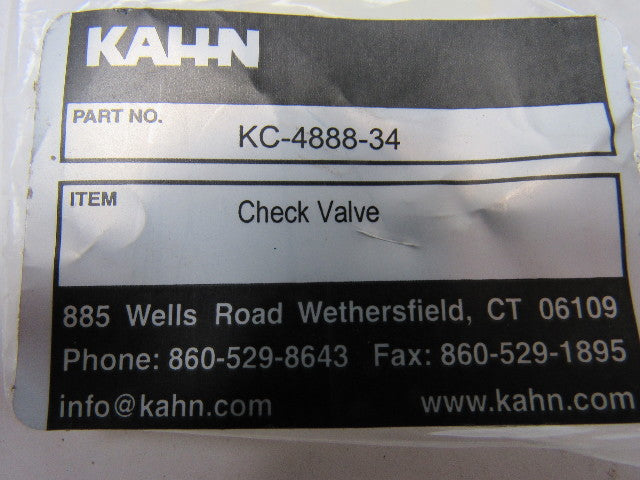 KAHN
PART NO.
KC-4888-34
ITEM
Check Valve
885 Wells Road Wethersfield, CT 06109
Phone: 860-529-8643 Fax: 860-529-1895
info@kahn.com www.kahn.com